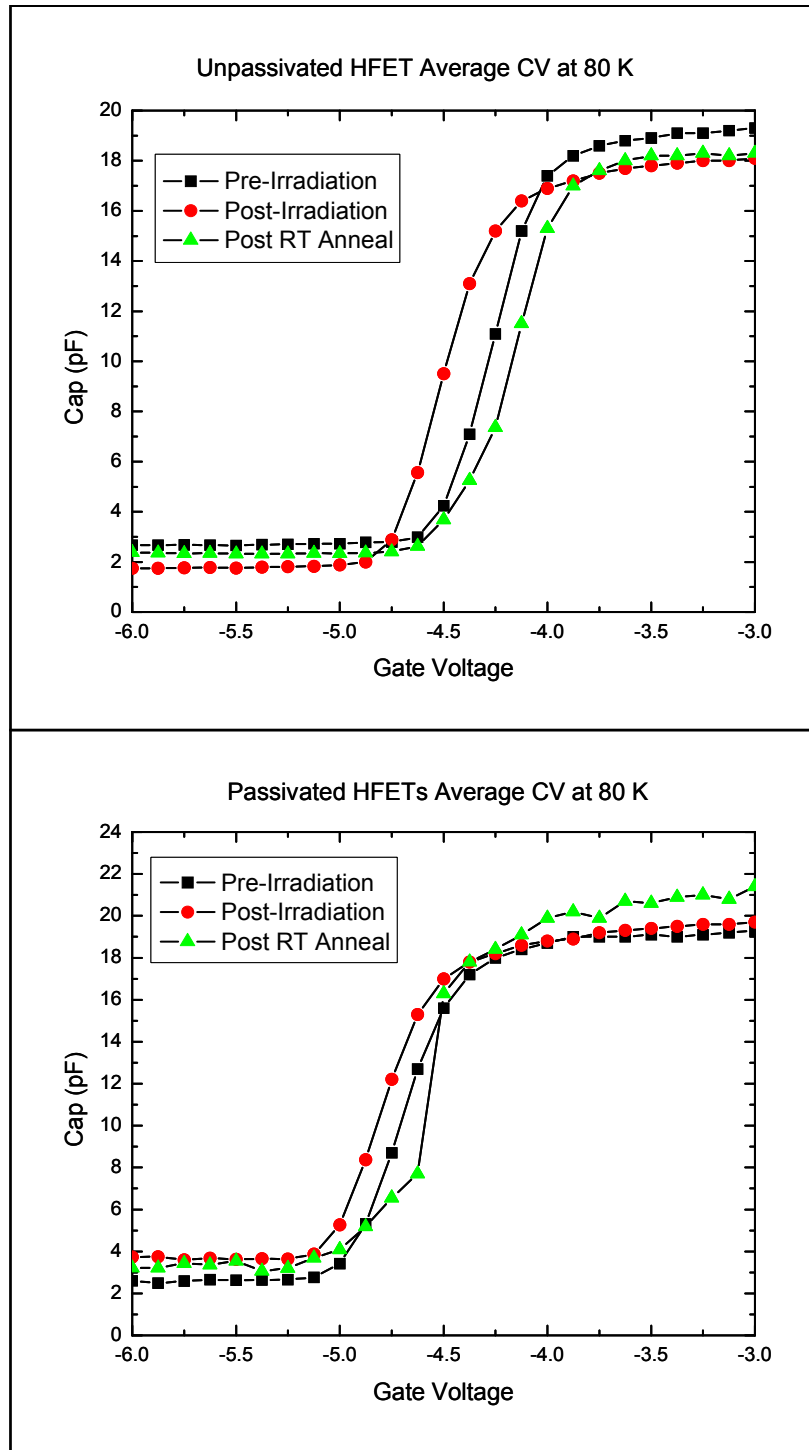 Unpassivated HFET Average CV at 80 K
20
18
16
14
12
10
8
6
4
2
0
Cap (pF)
Pre-Irradiation
Post-Irradiation
Post RT Anneal
-6.0 -5.5 -5.0 -4.5 -4.0 -3.5 -3.0
Gate Voltage
Passivated HFETs Average CV at 80 K
24
22
20
18
16
14
12
10
8
6
4
2
0
Cap (pF)
Pre-Irradiation
Post-Irradiation
Post RT Anneal
-6.0 -5.5 -5.0 -4.5 -4.0 -3.5 -3.0
Gate Voltage